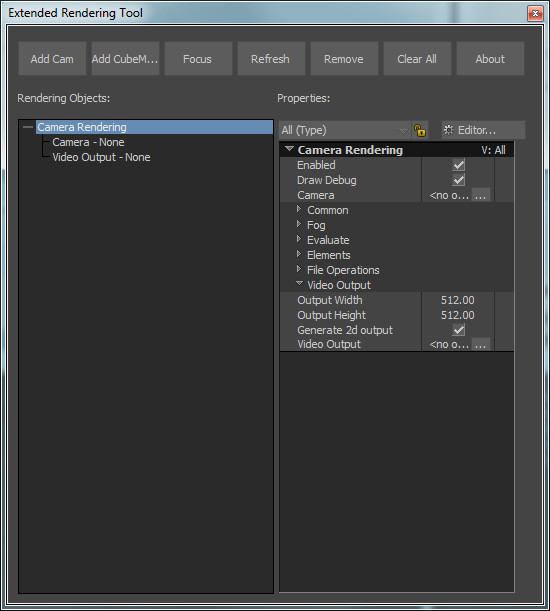 Extended Rendering Tool
Add Cam Add CubeM... Focus Refresh Remove Clear All About
Rendering Objects:
Camera Rendering
Camera - None
Video Output - None
Properties:
All (Type) Editor...
Camera Rendering V: All
Enabled
Draw Debug
Camera <no o... ...
Common
Fog
Evaluate
Elements
File Operations
Video Output
Output Width 512.00
Output Height 512.00
Generate 2d output
Video Output <no o... ...